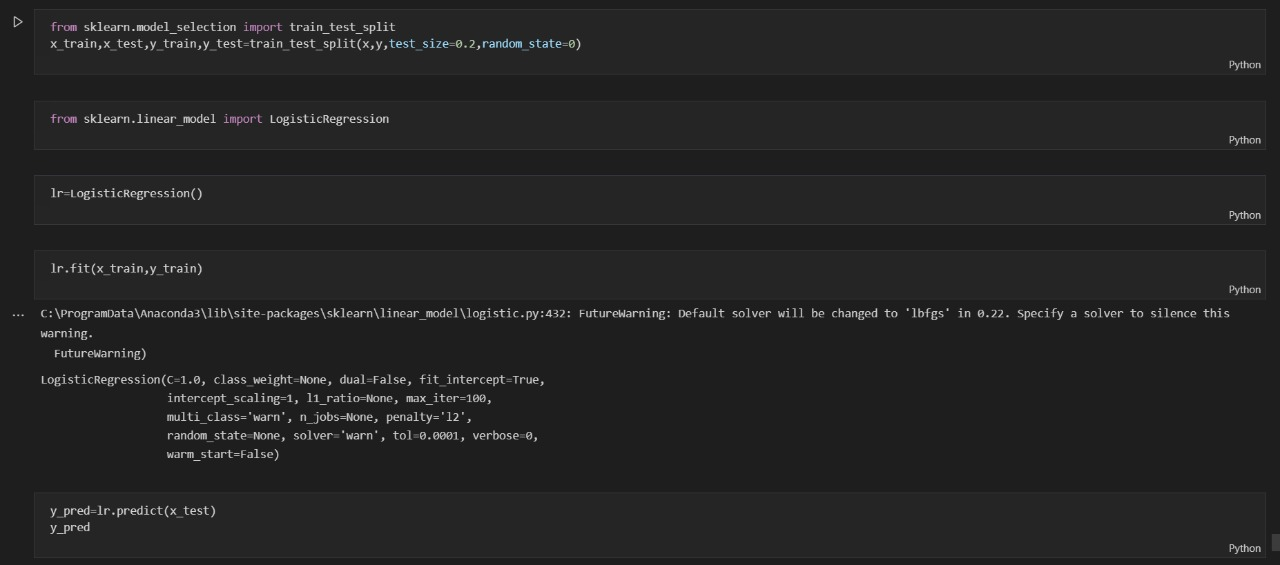 from sklearn.model_selection import train_test_split
x_train,x_test,y_train,y_test=train_test_split(x,y,test_size=0.2,random_state=0)
Python
from sklearn.linear_model import LogisticRegression
Python
lr=LogisticRegression()
Python
lr.fit(x_train,y_train)
Python
... C:\ProgramData\Anaconda3\lib\site-packages\sklearn\linear_model\logistic.py:432: FutureWarning: Default solver will be changed to 'lbfgs' in 0.22. Specify a solver to silence this
warning.
  FutureWarning)
LogisticRegression(C=1.0, class_weight=None, dual=False, fit_intercept=True,
                   intercept_scaling=1, l1_ratio=None, max_iter=100,
                   multi_class='warn', n_jobs=None, penalty='l2',
                   random_state=None, solver='warn', tol=0.0001, verbose=0,
                   warm_start=False)
y_pred=lr.predict(x_test)
y_pred
Python